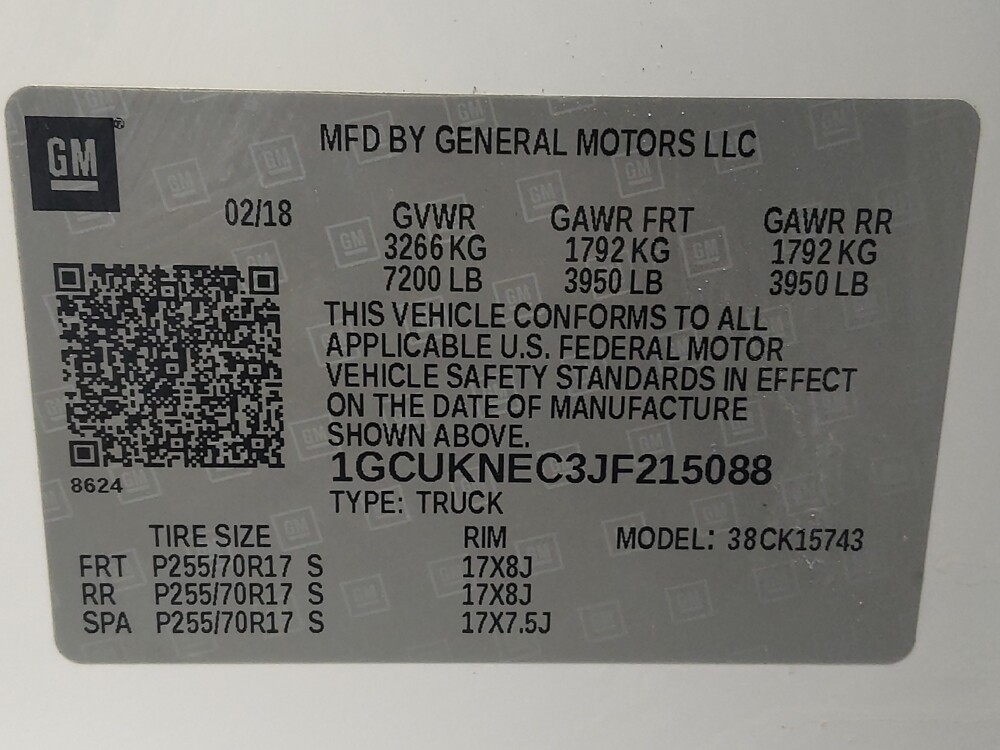 GM
MFD BY GENERAL MOTORS LLC
02/18 GVWR GAWR FRT GAWR RR
3266 KG 1792 KG 1792 KG
7200 LB 3950 LB 3950 LB
THIS VEHICLE CONFORMS TO ALL
APPLICABLE U.S. FEDERAL MOTOR
VEHICLE SAFETY STANDARDS IN EFFECT
ON THE DATE OF MANUFACTURE
SHOWN ABOVE.
1GCUKNEC3JF215088
8624
TYPE: TRUCK
TIRE SIZE RIM MODEL: 38CK15743
FRT P255/70R17 S 17X8J
RR P255/70R17 S 17X8J
SPA P255/70R17 S 17X7.5J